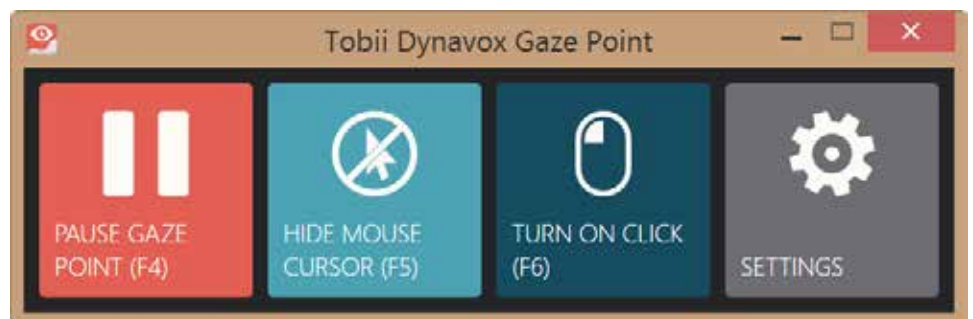 Tobii Dynavox Gaze Point
PAUSE GAZE
POINT (F4)
HIDE MOUSE
CURSOR (F5)
TURN ON CLICK
(F6)
SETTINGS